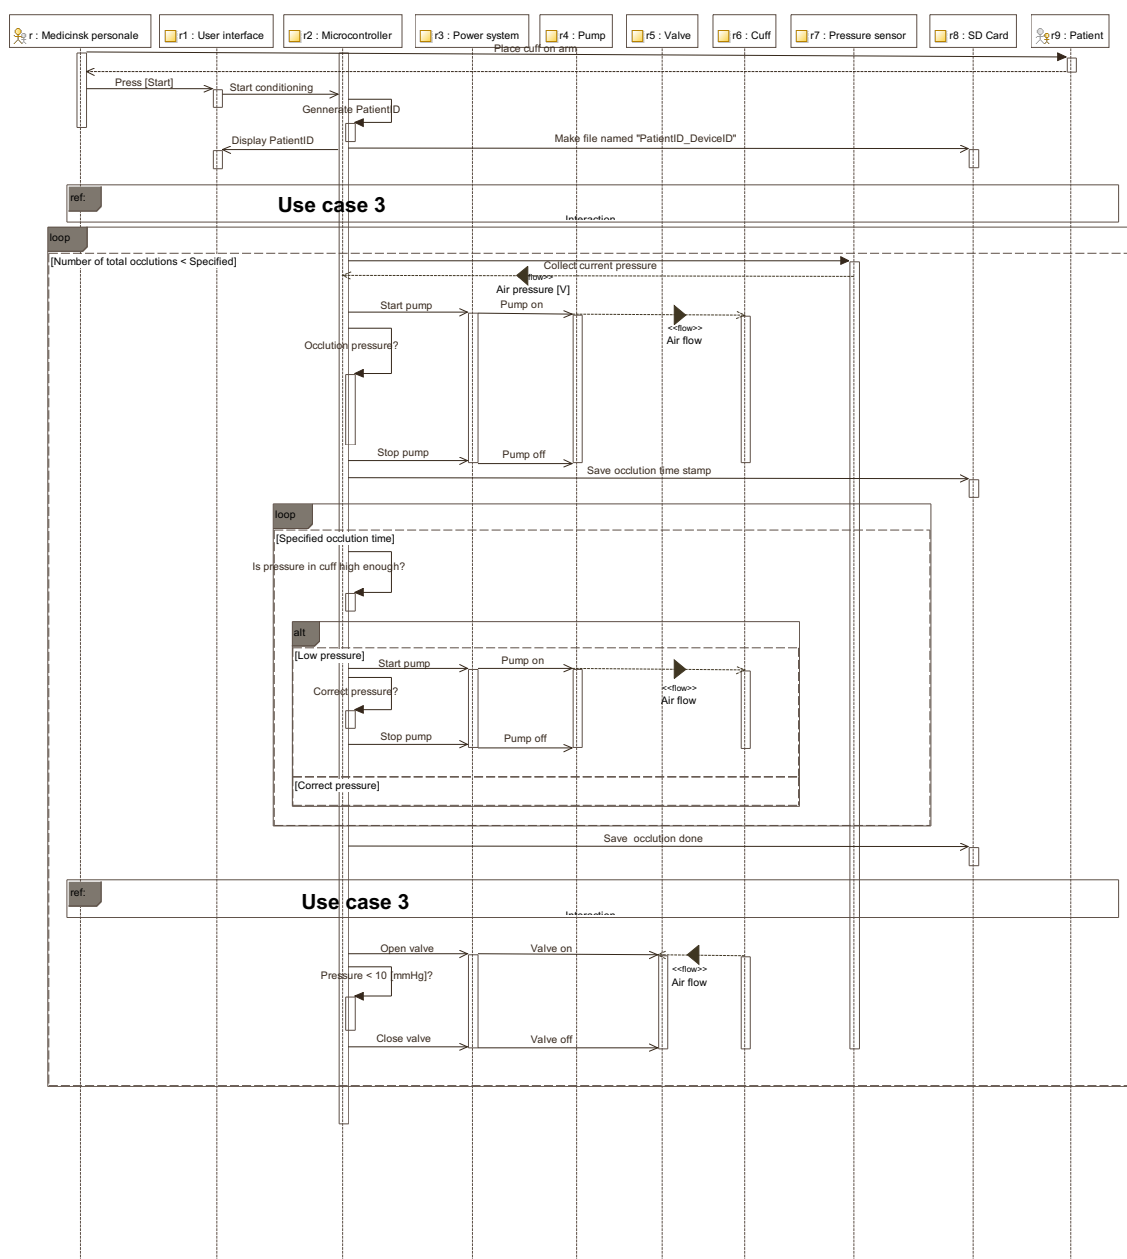 r : Medicinsk personale
r1 : User interface
r2 : Microcontroller
r3 : Power system
r4 : Pump
r5 : Valve
r6 : Cuff
r7 : Pressure sensor
r8 : SD Card
r9 : Patient
Place cuff on arm
Press [Start]
Start conditioning
Gennerate PatientID
Display PatientID
Make file named "PatientID_DeviceID"
ref:
Use case 3
Interaction
loop
[Number of total occlutions < Specified]
Collect current pressure
flow>>
Air pressure [V]
Start pump
Pump on
<<flow>>
Air flow
Occlution pressure?
Stop pump
Pump off
Save occlution time stamp
loop
[Specified occlution time]
Is pressure in cuff high enough?
alt
[Low pressure]
Start pump
Pump on
<<flow>>
Air flow
Correct pressure?
Stop pump
Pump off
[Correct pressure]
Save occlution done
ref:
Use case 3
Interaction
Open valve
Valve on
<<flow>>
Air flow
Pressure < 10 [mmHg]?
Close valve
Valve off